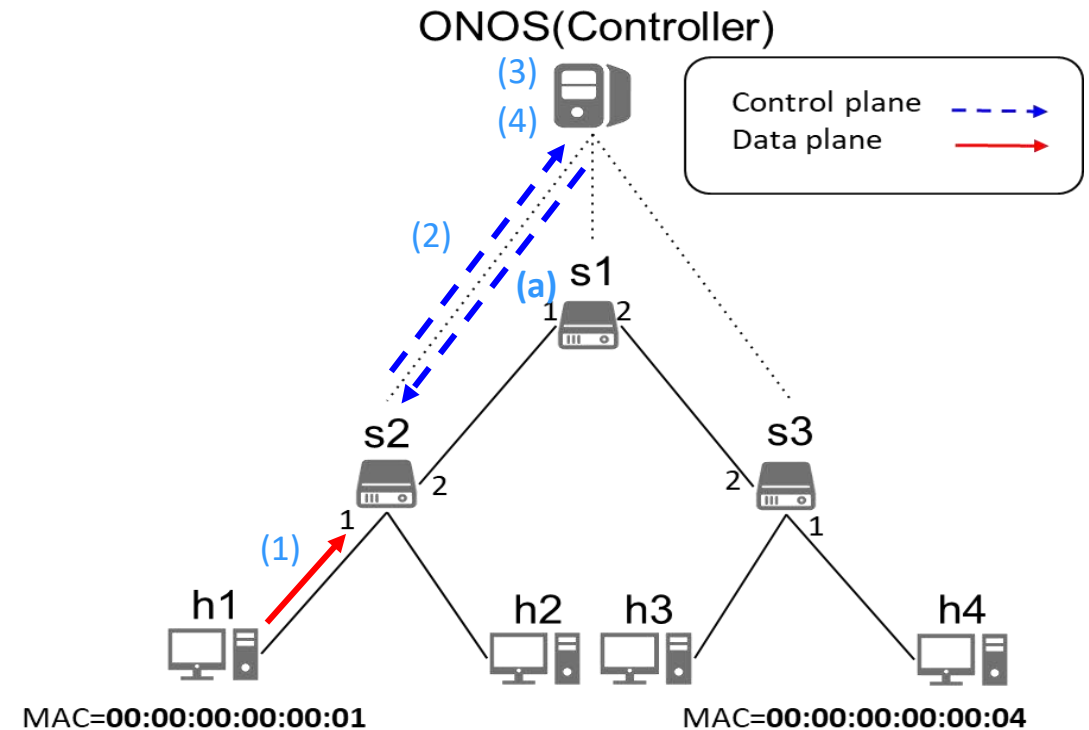 ONOS(Controller)
(3)
(4)
Control plane
Data plane
(2)
(a)
s1
1
2
s2
s3
2
2
1
1
(1)
h1
h2
h3
h4
MAC=00:00:00:00:00:01
MAC=00:00:00:00:00:04